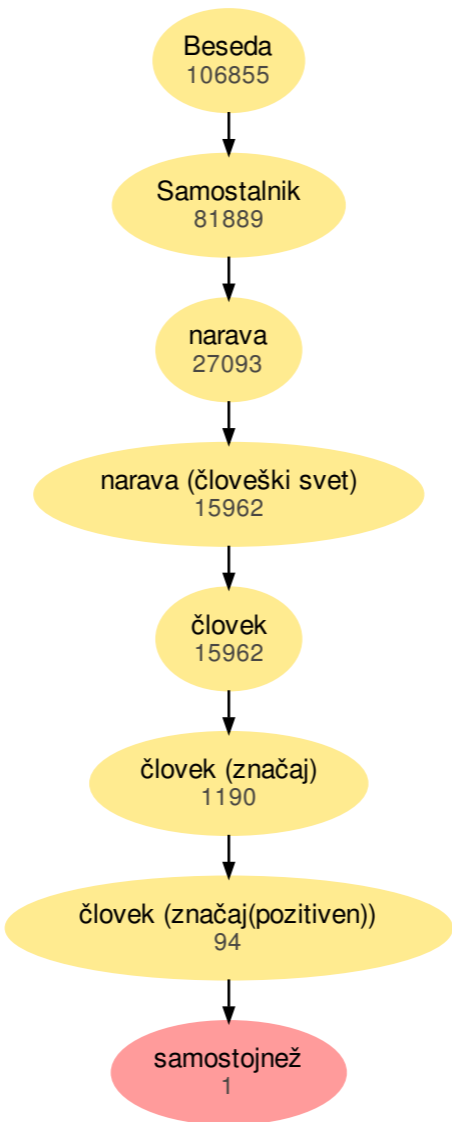 Beseda
106855
Samostalnik
81889
narava
27093
narava (človeški svet)
15962
človek
15962
človek (značaj)
1190
človek (značaj(pozitiven))
94
samostojnež
1